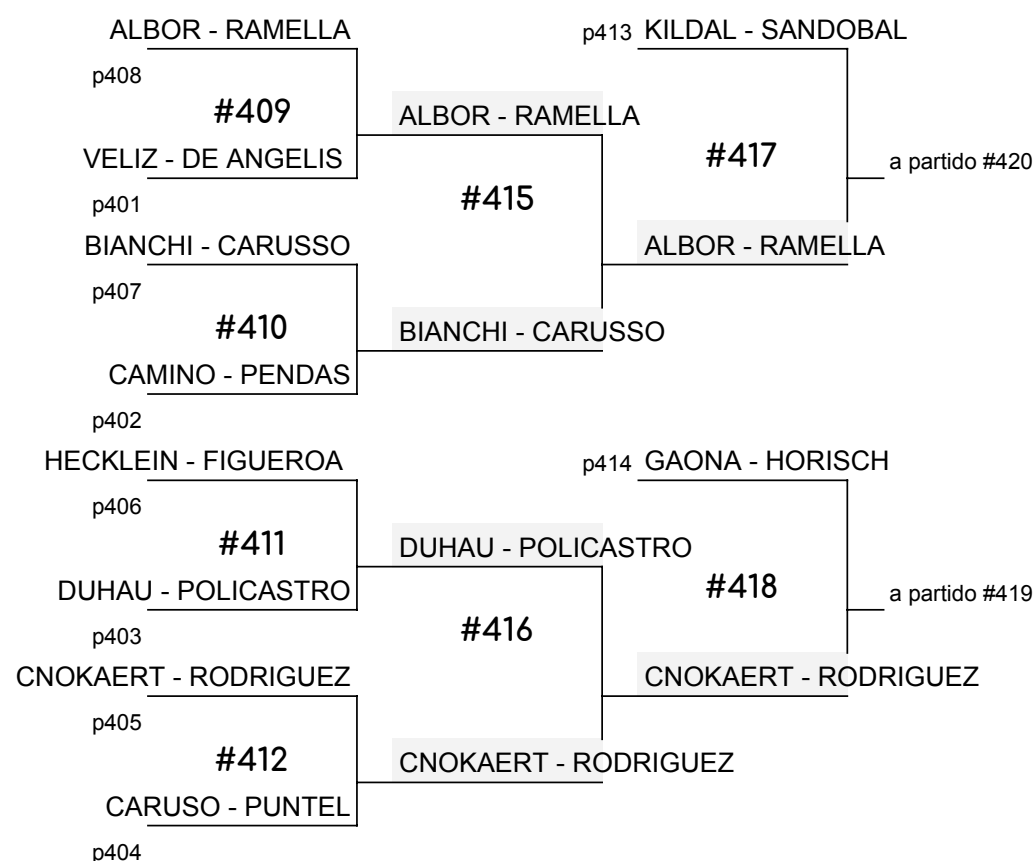 ALBOR - RAMELLA
p413 KILDAL - SANDOBAL
p408
#409
ALBOR - RAMELLA
VELIZ - DE ANGELIS
#417
a partido #420
p401
#415
BIANCHI - CARUSSO
ALBOR - RAMELLA
p407
#410
BIANCHI - CARUSSO
CAMINO - PENDAS
p402
HECKLEIN - FIGUEROA
p414 GAONA - HORISCH
p406
#411
DUHAU - POLICASTRO
DUHAU - POLICASTRO
#418
a partido #419
p403
#416
CNOKAERT - RODRIGUEZ
CNOKAERT - RODRIGUEZ
p405
#412
CNOKAERT - RODRIGUEZ
CARUSO - PUNTEL
p404